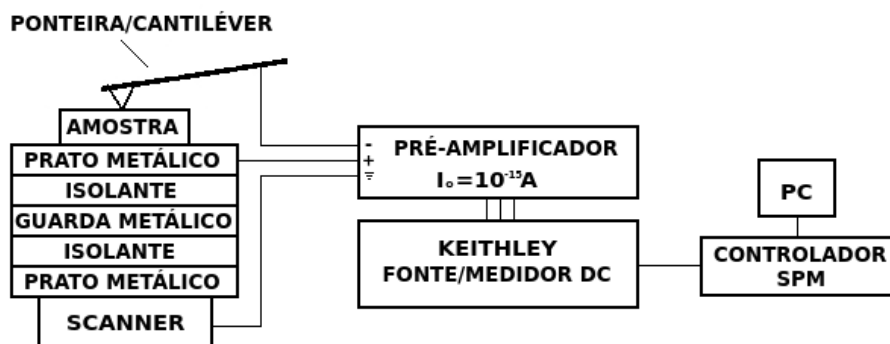 PONTEIRA/CANTILÉVER
AMOSTRA
PRATO METÁLICO
ISOLANTE
GUARDA METÁLICO
ISOLANTE
PRATO METÁLICO
SCANNER
-
+
PRÉ-AMPLIFICADOR
Iₒ=10⁻¹⁵A
KEITHLEY
FONTE/MEDIDOR DC
PC
CONTROLADOR
SPM